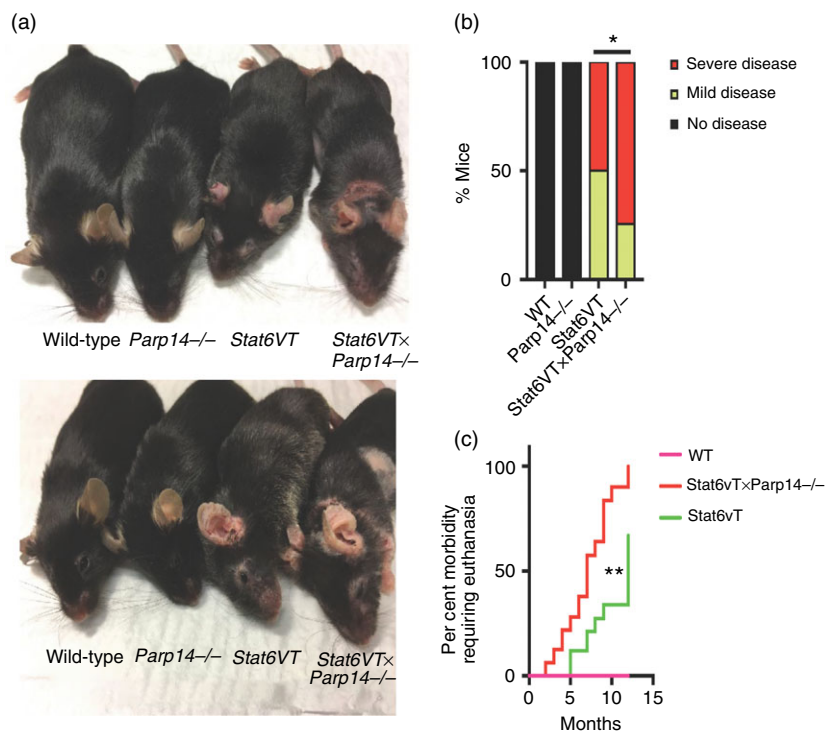 (a)
Wild-type Parp14–/– Stat6VT Stat6VT×
Parp14–/–
Wild-type Parp14–/– Stat6VT Stat6VT×
Parp14–/–
(b)
*
100
50
0
% Mice
WT
Parp14–/–
Stat6VT
Stat6VT×Parp14–/–
Severe disease
Mild disease
No disease
(c)
100
50
0
Per cent morbidity
requiring euthanasia
**
0 5 10 15
Months
WT
Stat6vT×Parp14–/–
Stat6vT